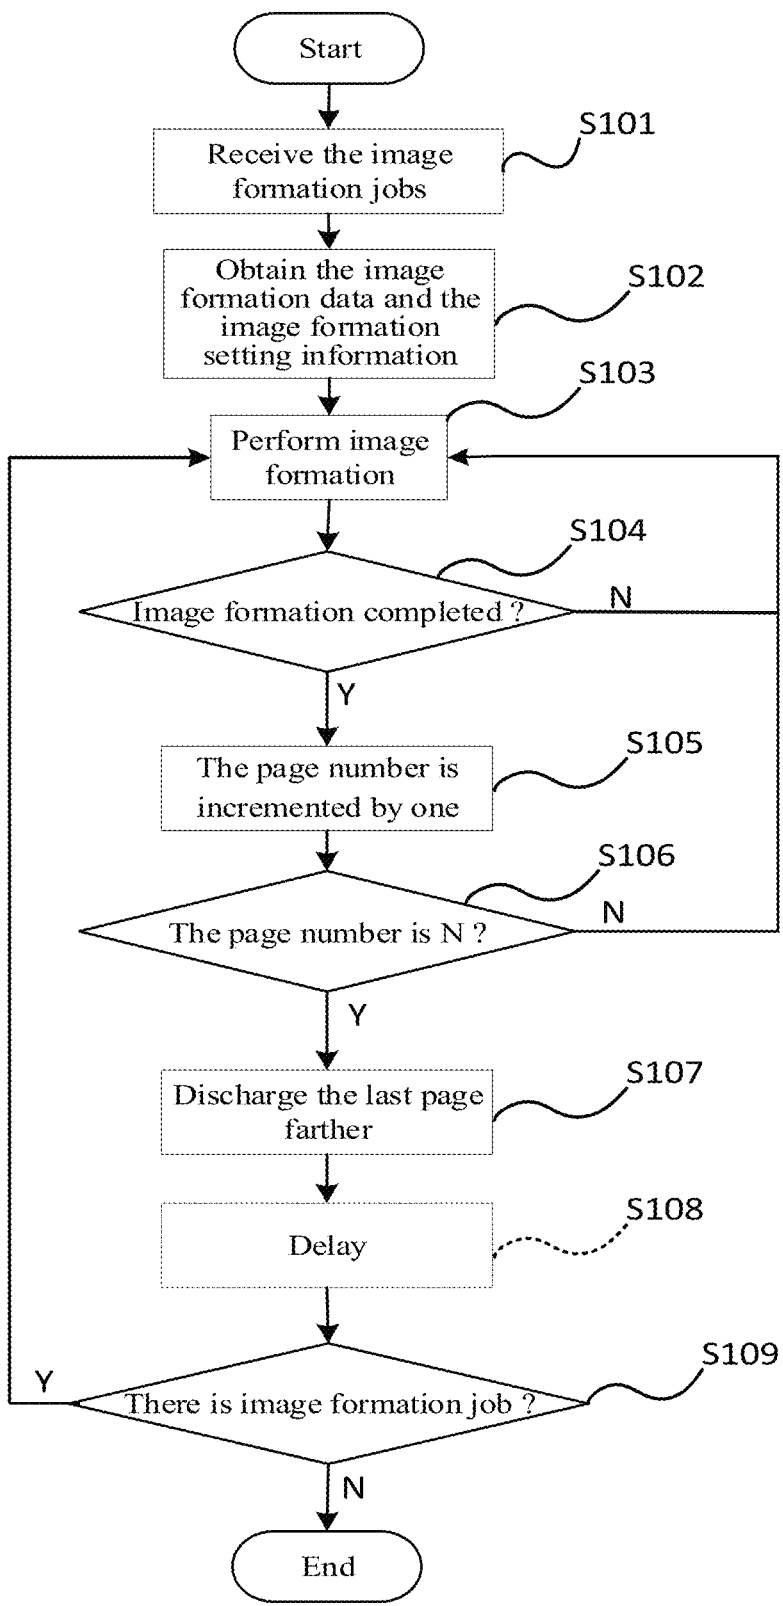 Start
S101
Receive the image
formation jobs
S102
Obtain the image
formation data and the
image formation
setting information
S103
Perform image
formation
S104
Image formation completed ?
N
Y
S105
The page number is
incremented by one
S106
The page number is N ?
N
Y
S107
Discharge the last page
farther
S108
Delay
S109
Y
There is image formation job ?
N
End